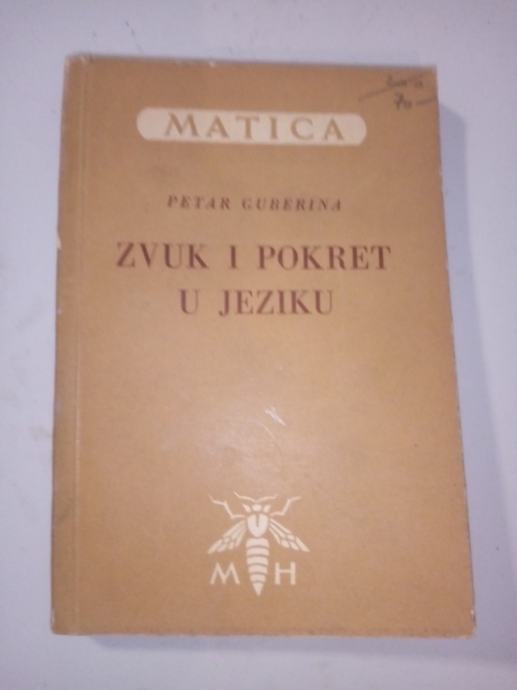 MATICA
PETAR GUBERINA
ZVUK I POKRET
U JEZIKU
M H